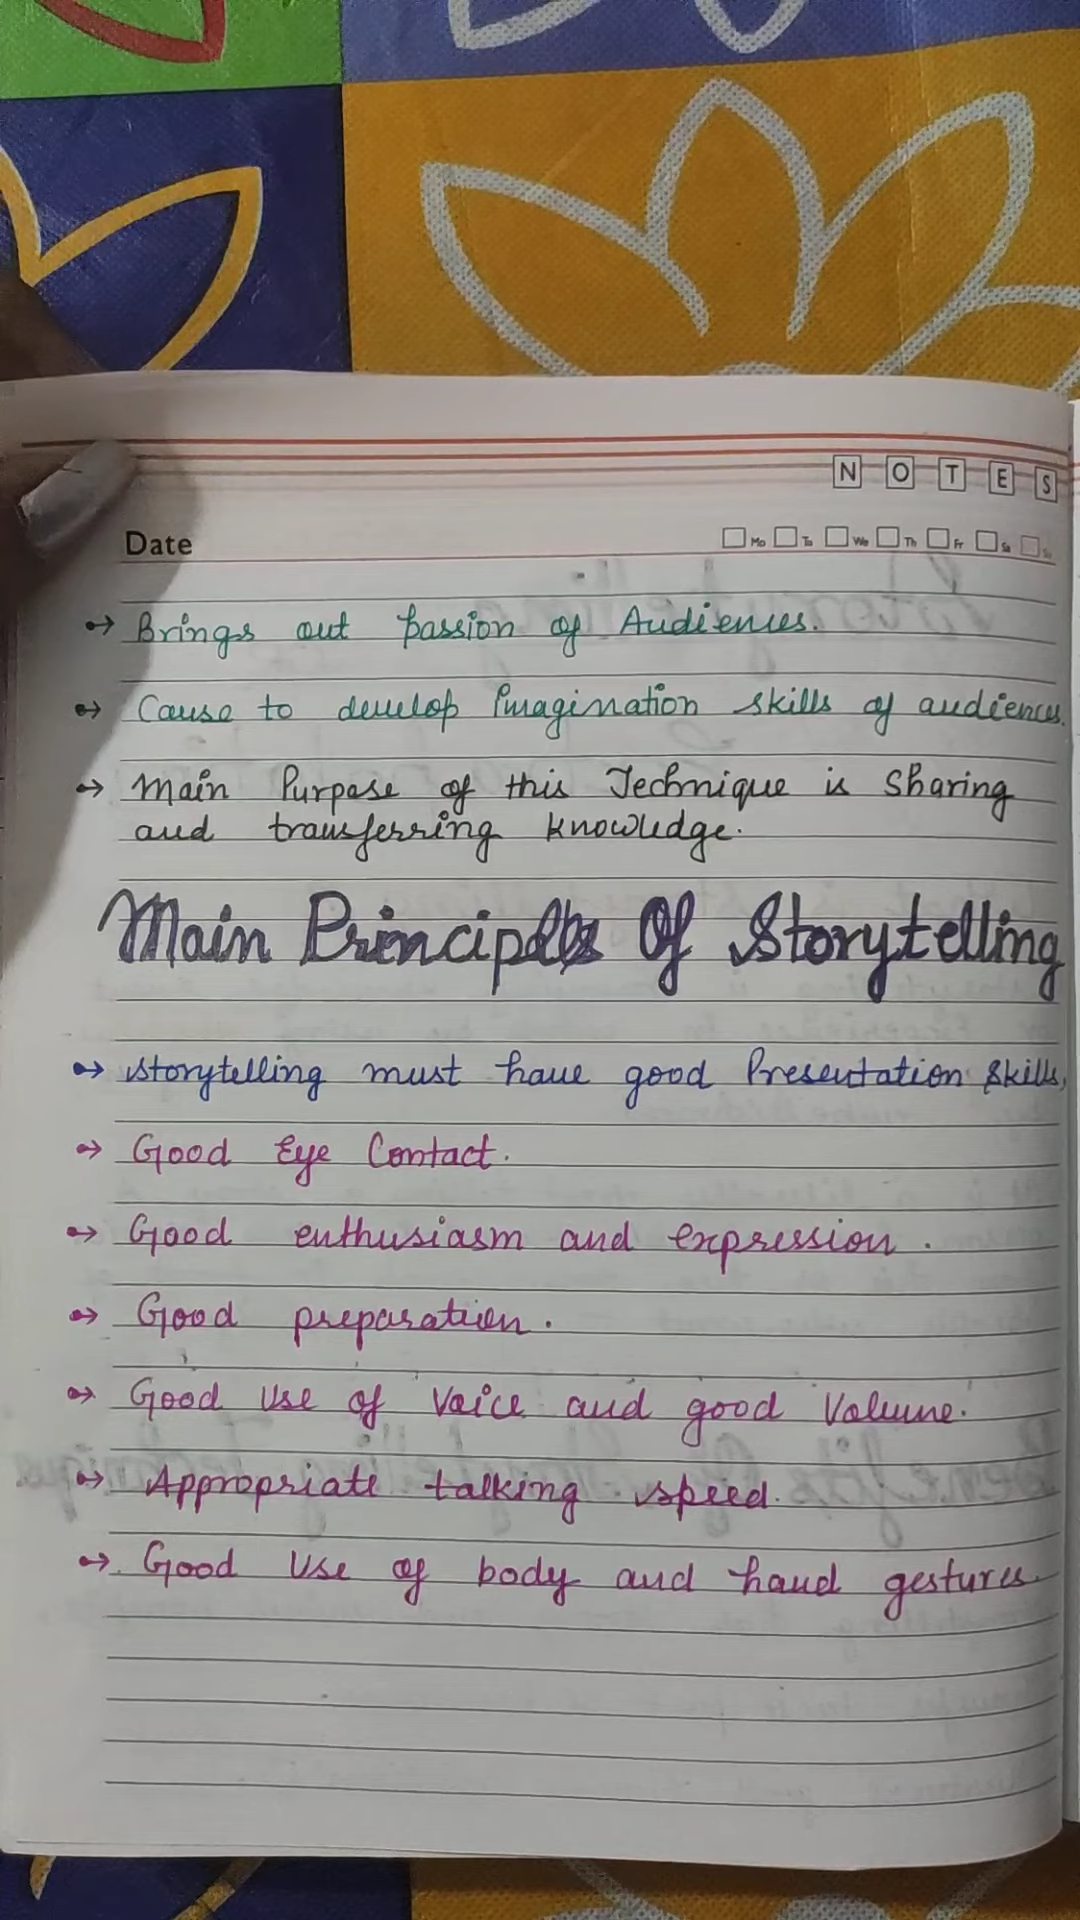 NOTES
Date Mo Tu We Th Fr Sa Su
→ Brings out passion of Audiences.
→ Cause to develop imagination skills of audiences.
→ Main Purpose of this Technique is Sharing
and transferring knowledge.
Main Principles Of Storytelling
→ storytelling must have good Presentation skills,
→ Good Eye Contact.
→ Good enthusiasm and expression.
→ Good preparation.
→ Good Use of Voice and good Volume.
→ Appropriate talking speed.
→ Good Use of body and hand gestures.